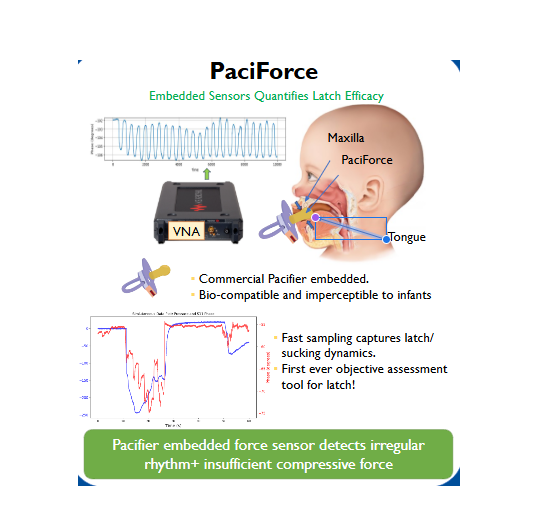 PaciForce
Embedded Sensors Quantifies Latch Efficacy
Maxilla
PaciForce
VNA
Tongue
Commercial Pacifier embedded.
Bio-compatible and imperceptible to infants
Fast sampling captures latch/
sucking dynamics.
First ever objective assessment
tool for latch!
Time (s)
Pacifier embedded force sensor detects irregular
rhythm+ insufficient compressive force